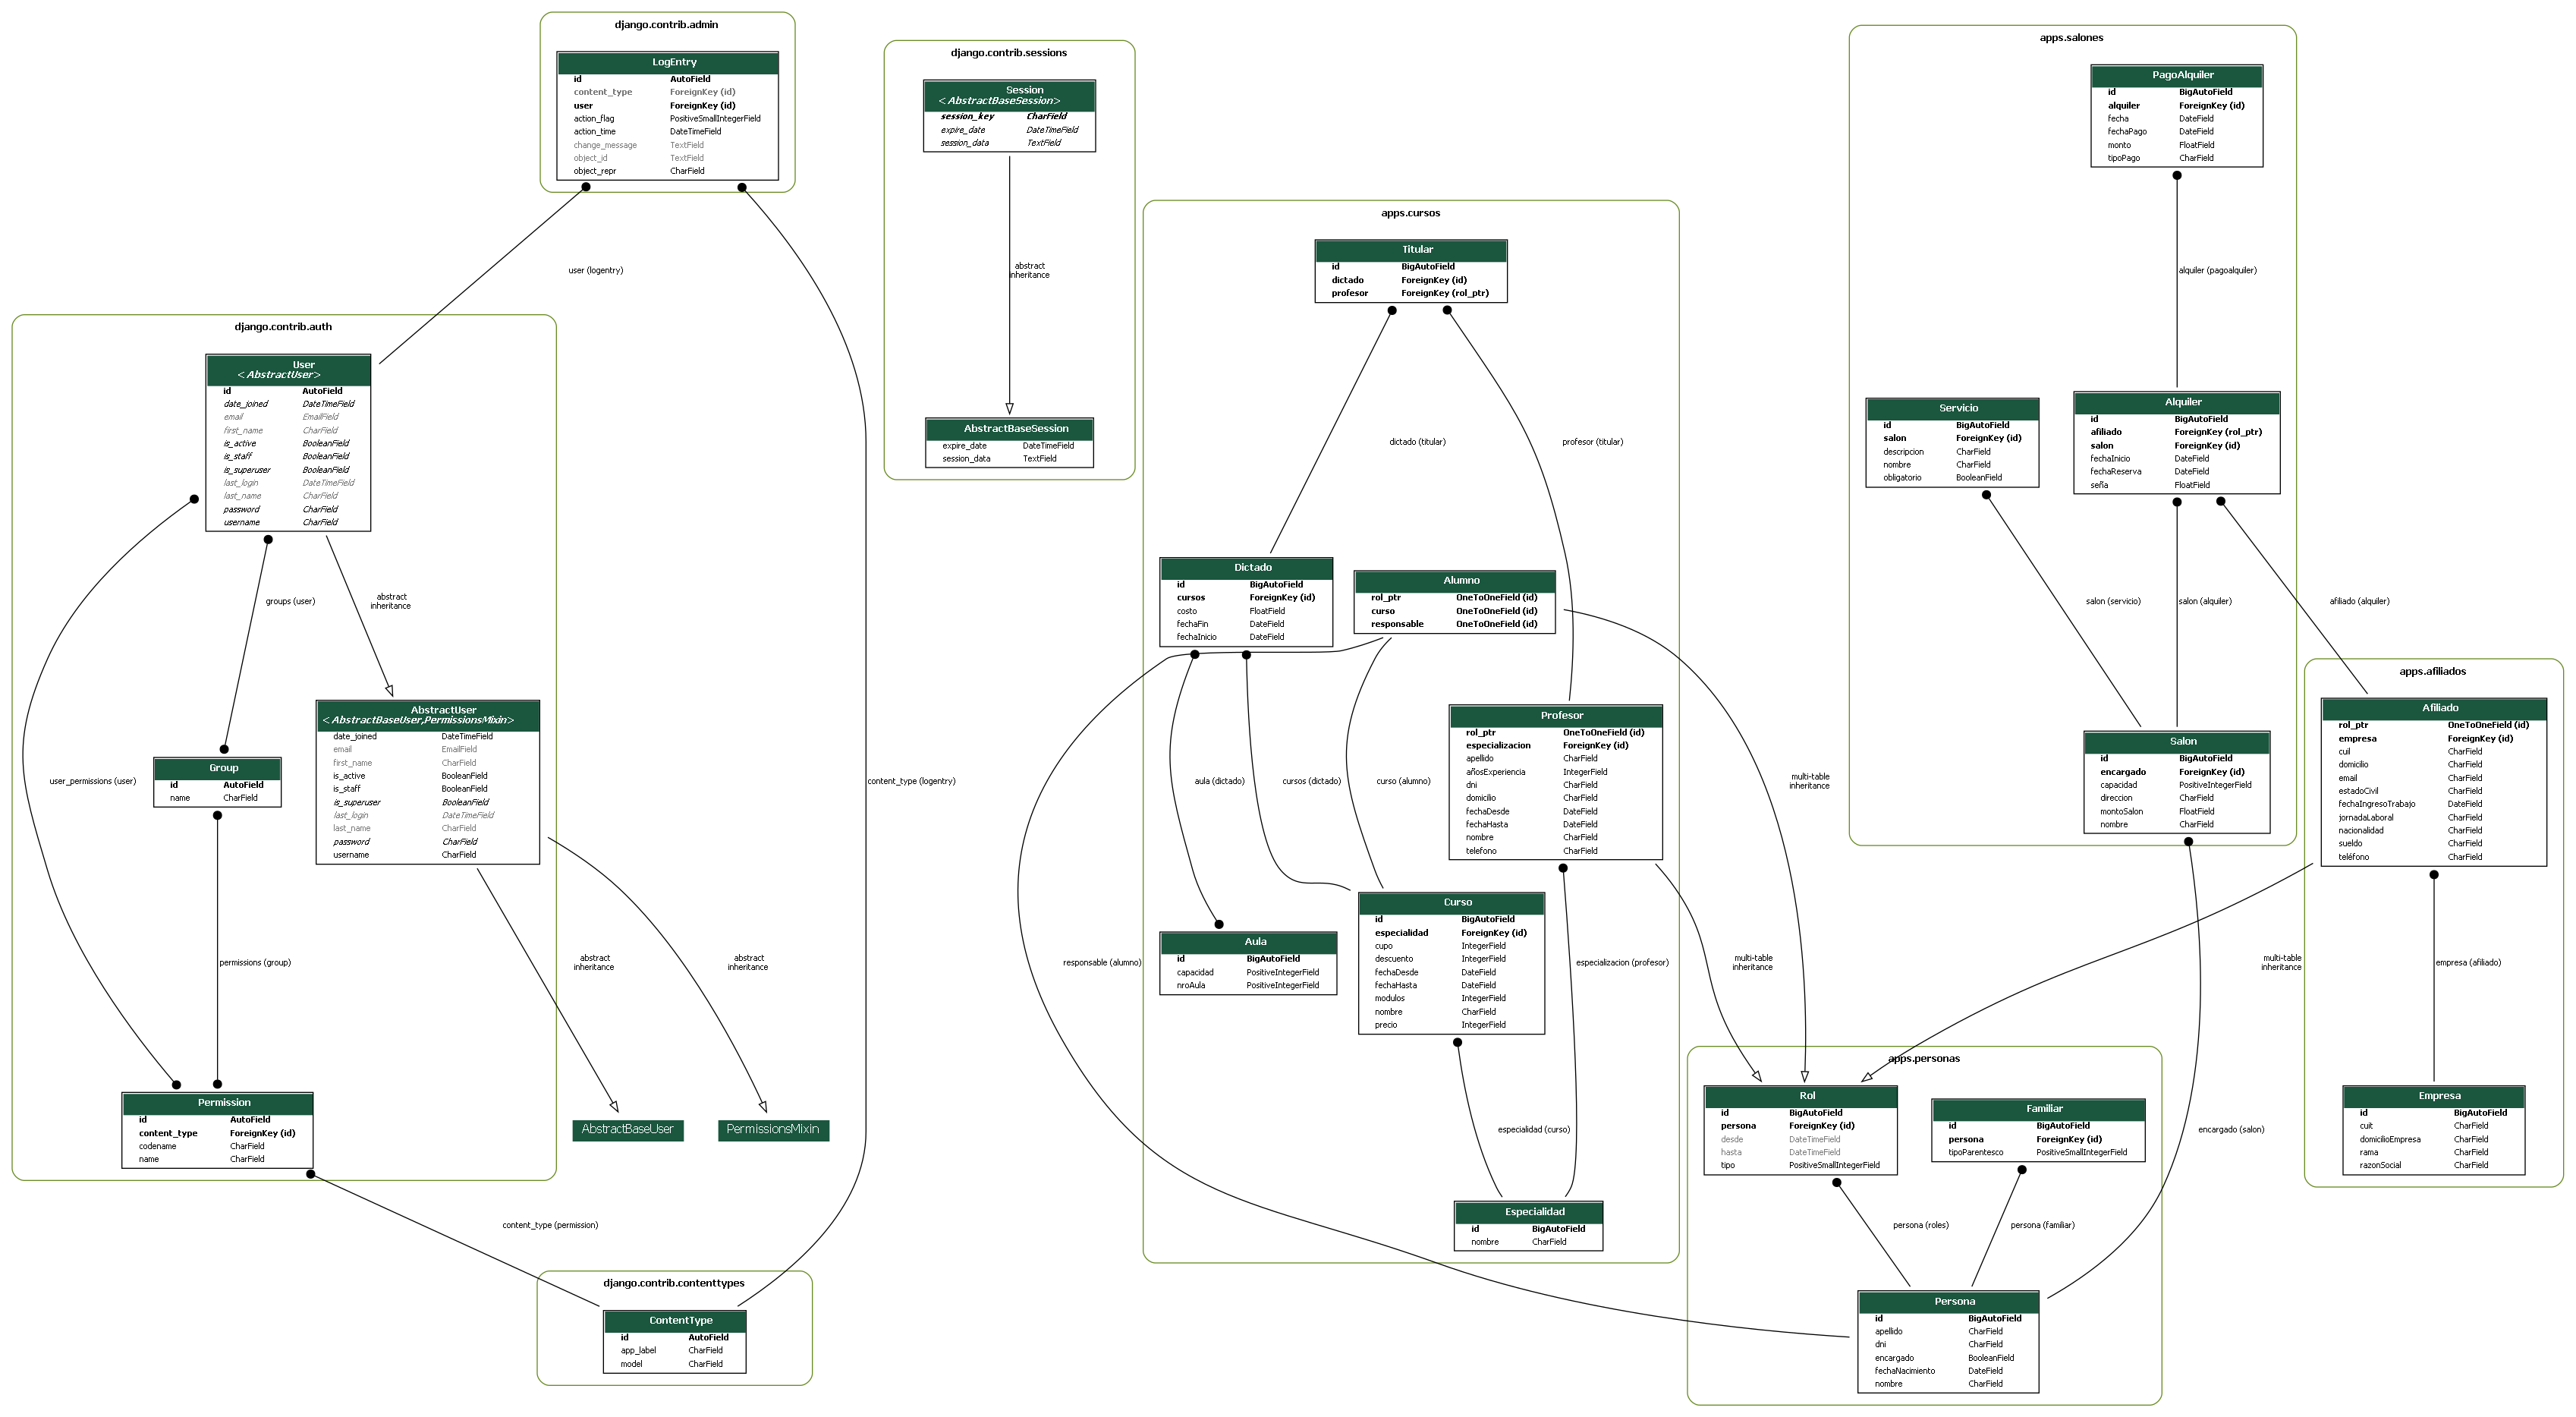 django.contrib.admin
LogEntry
id AutoField
content_type ForeignKey (id)
user ForeignKey (id)
action_flag PositiveSmallIntegerField
action_time DateTimeField
change_message TextField
object_id TextField
object_repr CharField
user (logentry)
content_type (logentry)
django.contrib.auth
User
<AbstractUser>
id AutoField
date_joined DateTimeField
email EmailField
first_name CharField
is_active BooleanField
is_staff BooleanField
is_superuser BooleanField
last_login DateTimeField
last_name CharField
password CharField
username CharField
groups (user)
abstract
inheritance
user_permissions (user)
AbstractUser
<AbstractBaseUser,PermissionsMixin>
date_joined DateTimeField
email EmailField
first_name CharField
is_active BooleanField
is_staff BooleanField
is_superuser BooleanField
last_login DateTimeField
last_name CharField
password CharField
username CharField
Group
id AutoField
name CharField
permissions (group)
abstract
inheritance
abstract
inheritance
Permission
id AutoField
content_type ForeignKey (id)
codename CharField
name CharField
AbstractBaseUser
PermissionsMixin
content_type (permission)
django.contrib.contenttypes
ContentType
id AutoField
app_label CharField
model CharField
django.contrib.sessions
Session
<AbstractBaseSession>
session_key CharField
expire_date DateTimeField
session_data TextField
abstract
inheritance
AbstractBaseSession
expire_date DateTimeField
session_data TextField
apps.cursos
Titular
id BigAutoField
dictado ForeignKey (id)
profesor ForeignKey (rol_ptr)
dictado (titular)
profesor (titular)
Dictado
id BigAutoField
cursos ForeignKey (id)
costo FloatField
fechaFin DateField
fechaInicio DateField
Alumno
rol_ptr OneToOneField (id)
curso OneToOneField (id)
responsable OneToOneField (id)
aula (dictado)
cursos (dictado)
curso (alumno)
multi-table
inheritance
Profesor
rol_ptr OneToOneField (id)
especializacion ForeignKey (id)
apellido CharField
añosExperiencia IntegerField
dni CharField
domicilio CharField
fechaDesde DateField
fechaHasta DateField
nombre CharField
telefono CharField
Aula
id BigAutoField
capacidad PositiveIntegerField
nroAula PositiveIntegerField
Curso
id BigAutoField
especialidad ForeignKey (id)
cupo IntegerField
descuento IntegerField
fechaDesde DateField
fechaHasta DateField
modulos IntegerField
nombre CharField
precio IntegerField
responsable (alumno)
especializacion (profesor)
multi-table
inheritance
especialidad (curso)
Especialidad
id BigAutoField
nombre CharField
apps.salones
PagoAlquiler
id BigAutoField
alquiler ForeignKey (id)
fecha DateField
fechaPago DateField
monto FloatField
tipoPago CharField
alquiler (pagoalquiler)
Servicio
id BigAutoField
salon ForeignKey (id)
descripcion CharField
nombre CharField
obligatorio BooleanField
Alquiler
id BigAutoField
afiliado ForeignKey (rol_ptr)
salon ForeignKey (id)
fechaInicio DateField
fechaReserva DateField
seña FloatField
salon (servicio)
salon (alquiler)
afiliado (alquiler)
Salon
id BigAutoField
encargado ForeignKey (id)
capacidad PositiveIntegerField
direccion CharField
montoSalon FloatField
nombre CharField
apps.afiliados
Afiliado
rol_ptr OneToOneField (id)
empresa ForeignKey (id)
cuil CharField
domicilio CharField
email CharField
estadoCivil CharField
fechaIngresoTrabajo DateField
jornadaLaboral CharField
nacionalidad CharField
sueldo CharField
teléfono CharField
multi-table
inheritance
empresa (afiliado)
Empresa
id BigAutoField
cuit CharField
domicilioEmpresa CharField
rama CharField
razonSocial CharField
apps.personas
Rol
id BigAutoField
persona ForeignKey (id)
desde DateTimeField
hasta DateTimeField
tipo PositiveSmallIntegerField
Familiar
id BigAutoField
persona ForeignKey (id)
tipoParentesco PositiveSmallIntegerField
encargado (salon)
persona (roles)
persona (familiar)
Persona
id BigAutoField
apellido CharField
dni CharField
encargado BooleanField
fechaNacimiento DateField
nombre CharField